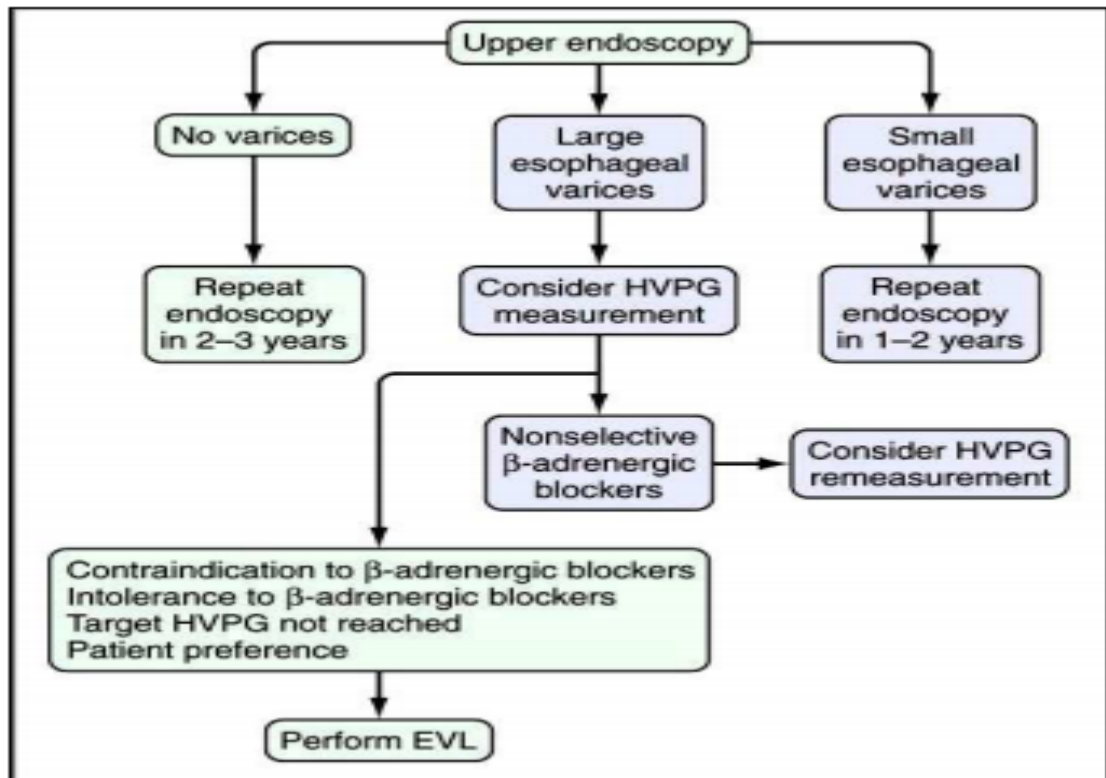 Upper endoscopy
No varices
Large
esophageal
varices
Small
esophageal
varices
Repeat
endoscopy
in 2–3 years
Consider HVPG
measurement
Repeat
endoscopy
in 1–2 years
Nonselective
β-adrenergic
blockers
Consider HVPG
remeasurement
Contraindication to β-adrenergic blockers
Intolerance to β-adrenergic blockers
Target HVPG not reached
Patient preference
Perform EVL